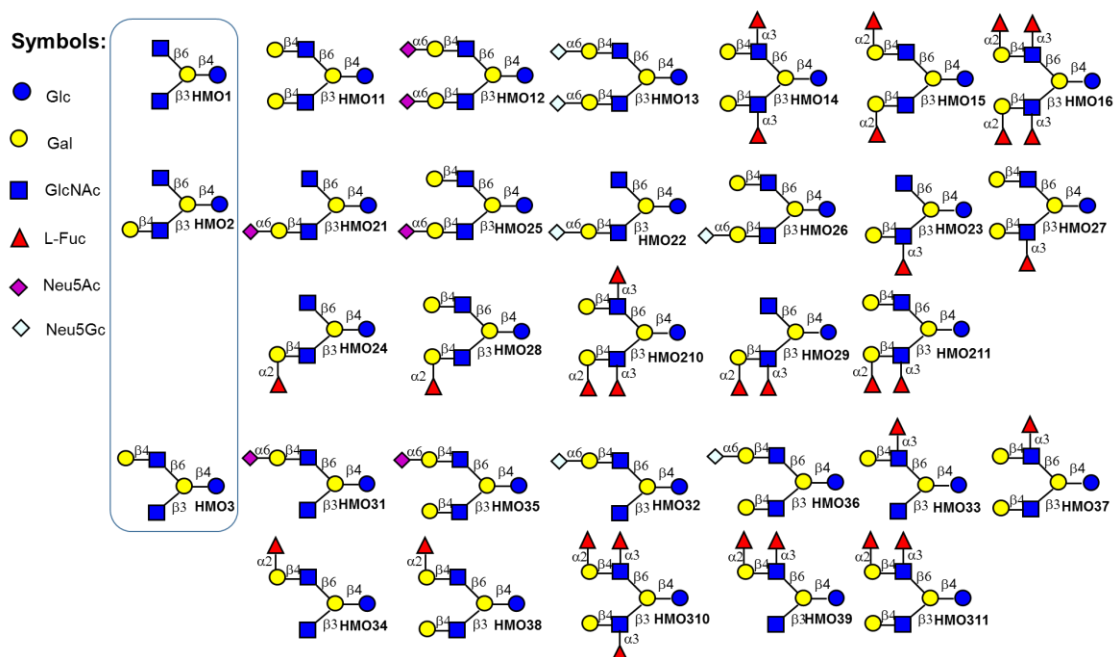 Symbols:
Glc
Gal
GlcNAc
L-Fuc
Neu5Ac
Neu5Gc
β6 β4
β3 HMO1
β4 β6 β4
β4 β3 HMO11
α6 β4 β6 β4
α6 β4 β3 HMO12
α6 β4 β6 β4
α6 β4 β3 HMO13
α3
β4 β6 β4
β4 β3 HMO14
α3
α2
β4 β6 β4
β4 β3 HMO15
α2
α2 α3
β4 β6 β4
β4 β3 HMO16
α2 α3
β6 β4
β4 β3 HMO2
β6 β4
α6 β4 β3 HMO21
β4 β6 β4
α6 β4 β3 HMO25
β6 β4
α6 β4 β3 HMO22
β4 β6 β4
α6 β4 β3 HMO26
β6 β4
β4 β3 HMO23
α3
β4 β6 β4
β4 β3 HMO27
α3
β6 β4
β4 β3 HMO24
α2
β4 β6 β4
β4 β3 HMO28
α2
α3
β4 β6 β4
β4 β3 HMO210
α2 α3
β6 β4
β4 β3 HMO29
α2 α3
β4 β6 β4
β4 β3 HMO211
α2 α3
β4 β6 β4
β3 HMO3
α6 β4 β6 β4
β3 HMO31
α6 β4 β6 β4
β4 β3 HMO35
α6 β4 β6 β4
β3 HMO32
α6 β4 β6 β4
β4 β3 HMO36
α3
β4 β6 β4
β3 HMO33
α3
β4 β6 β4
β4 β3 HMO37
α2
β4 β6 β4
β3 HMO34
α2
β4 β6 β4
β4 β3 HMO38
α2 α3
β4 β6 β4
β4 β3 HMO310
α3
α2 α3
β4 β6 β4
β3 HMO39
α2 α3
β4 β6 β4
β4 β3 HMO311